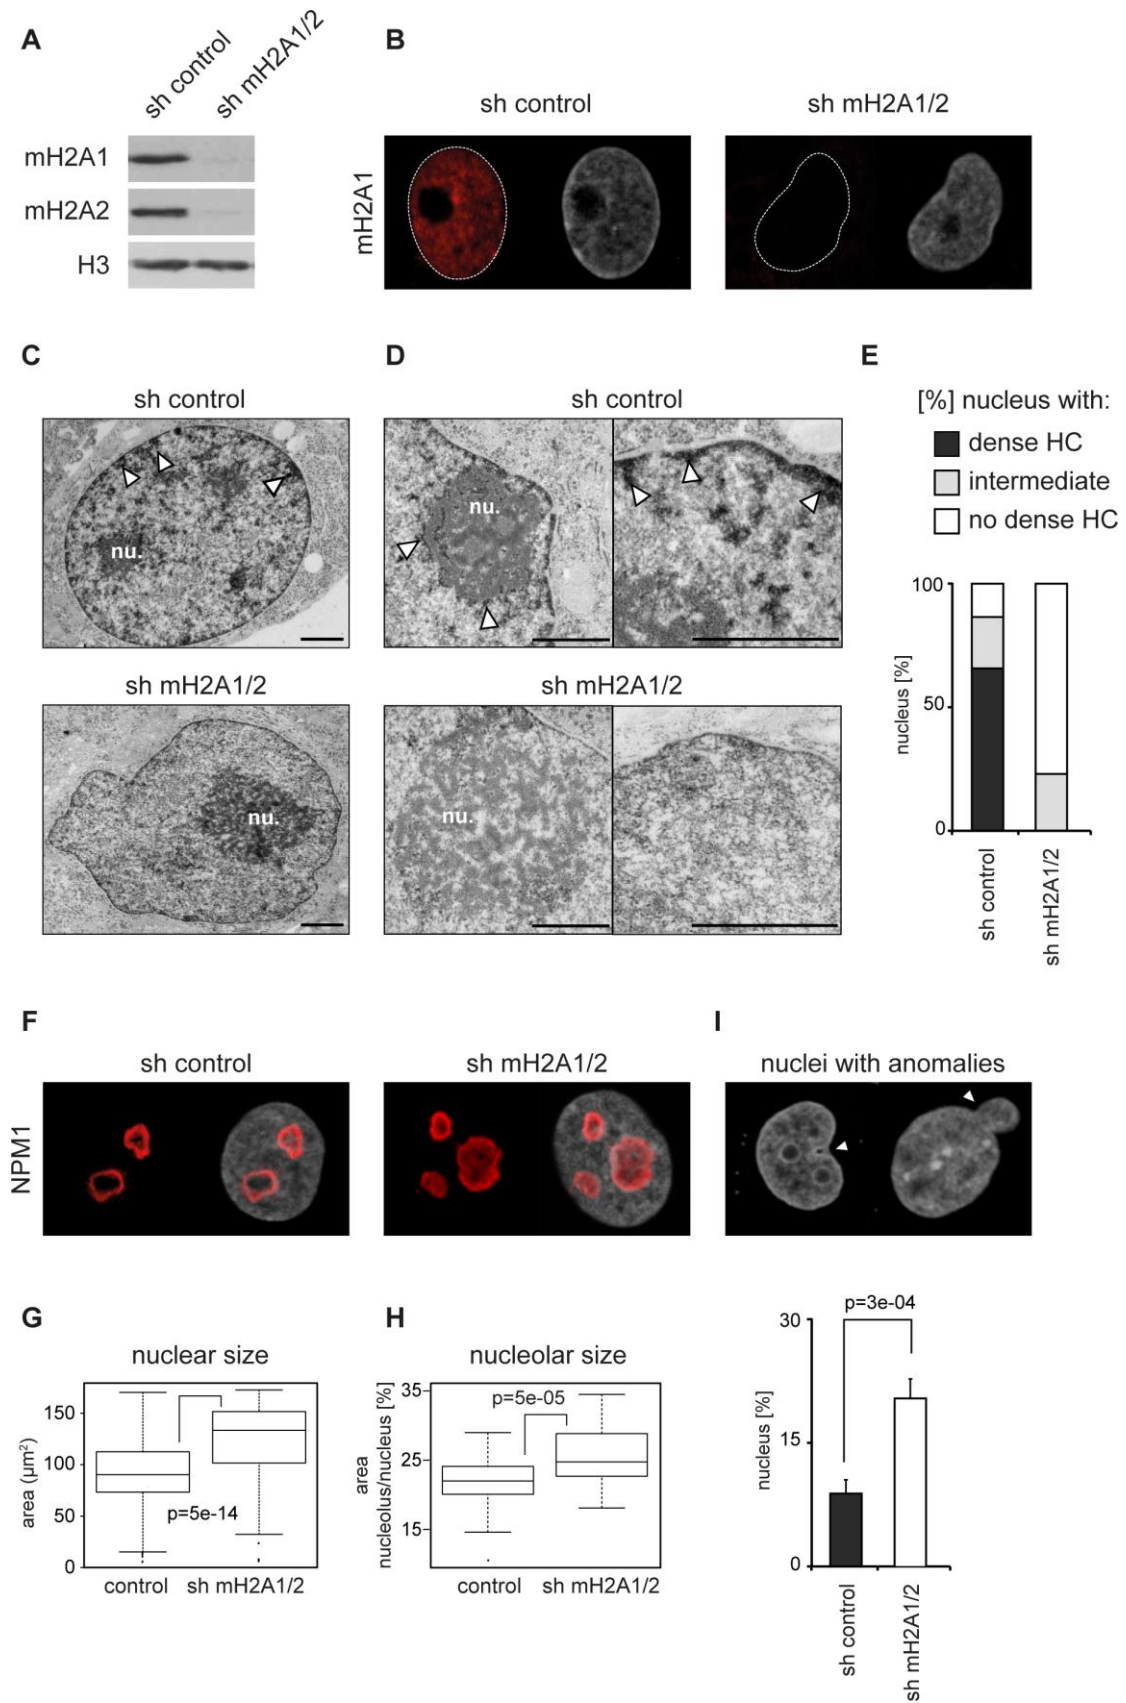 A
sh control
sh mH2A1/2
mH2A1
mH2A2
H3
B
sh control
sh mH2A1/2
mH2A1
C
sh control
nu.
sh mH2A1/2
nu.
D
sh control
nu.
sh mH2A1/2
nu.
E
[%] nucleus with:
dense HC
intermediate
no dense HC
100
50
0
nucleus [%]
sh control
sh mH2A1/2
F
sh control
sh mH2A1/2
NPM1
I
nuclei with anomalies
G
nuclear size
150
100
50
0
area (µm²)
p=5e-14
control
sh mH2A1/2
H
nucleolar size
35
25
15
area
nucleolus/nucleus [%]
p=5e-05
control
sh mH2A1/2
p=3e-04
30
15
0
nucleus [%]
sh control
sh mH2A1/2